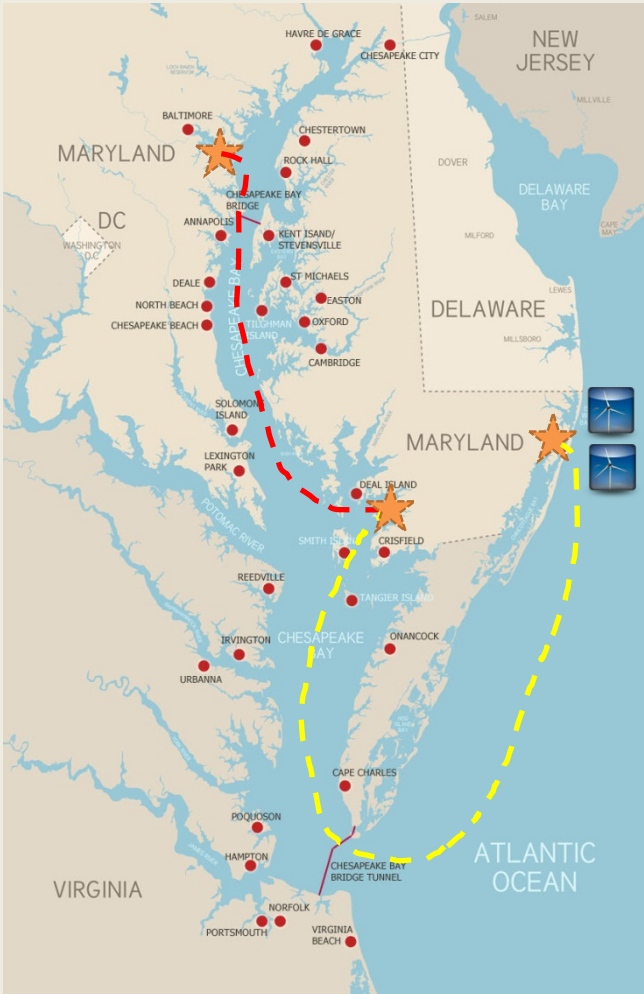 SALEM
HAVRE DE GRACE
NEW
JERSEY
CHESAPEAKE CITY
MILLVILLE
BALTIMORE
CHESTERTOWN
MARYLAND
DOVER
ROCK HALL
DELAWARE
BAY
CHESAPEAKE BAY
BRIDGE
DC
WASHINGTON
D.C.
ANNAPOLIS
KENT ISAND/
STEVENSVILLE
CAPE
MAY
MILFORD
DEALE
ST MICHAELS
CHESAPEAKE BAY
LEWES
NORTH BEACH
EASTON
DELAWARE
TILGHMAN
ISLAND
OXFORD
CHESAPEAKE BEACH
MILLSBORO
CAMBRIDGE
SOLOMONS
ISLAND
MARYLAND
LEXINGTON
PARK
DEAL ISLAND
POTOMAC RIVER
SMITH ISLAND
CRISFIELD
REEDVILLE
TANGIER ISLAND
CHESAPEAKE
BAY
IRVINGTON
ONANCOCK
URBANNA
CAPE CHARLES
POQUOSON
HAMPTON
CHESAPEAKE BAY
BRIDGE TUNNEL
ATLANTIC
OCEAN
VIRGINIA
NORFOLK
PORTSMOUTH
VIRGINIA
BEACH